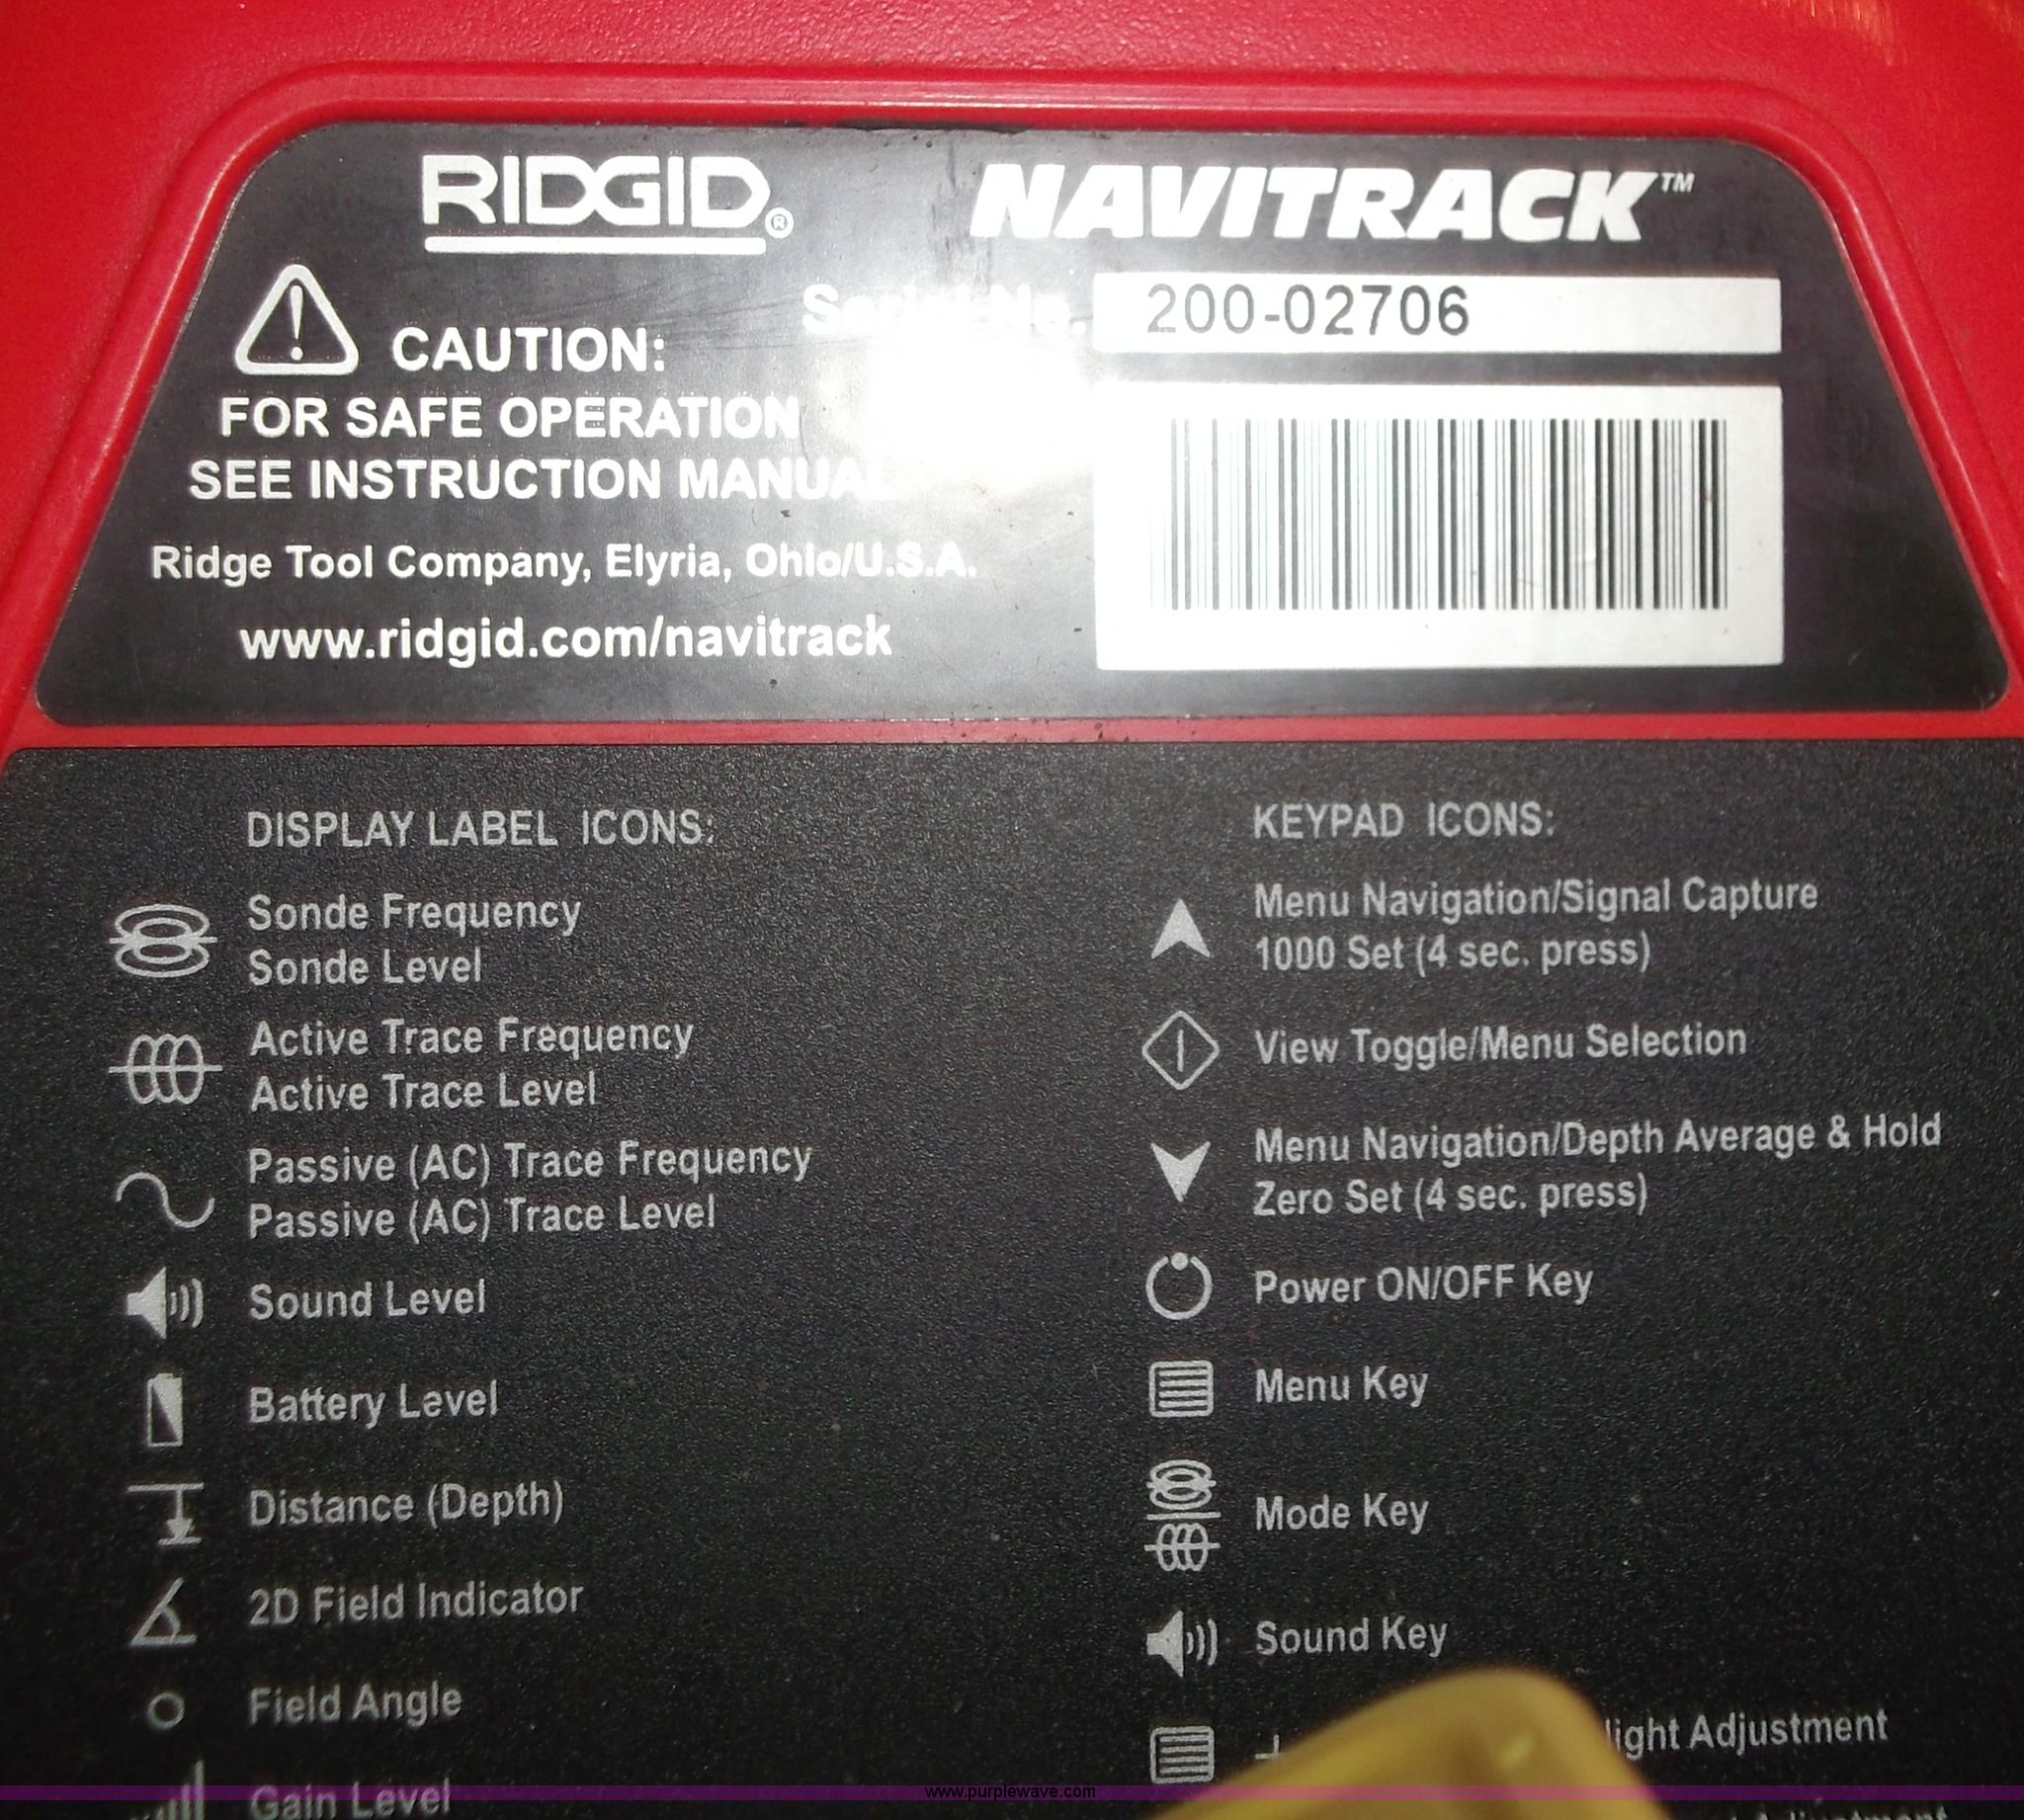 RIDGID®
NAVITRACK™
Serial No. 200-02706
CAUTION:
FOR SAFE OPERATION
SEE INSTRUCTION MANUAL
Ridge Tool Company, Elyria, Ohio/U.S.A.
www.ridgid.com/navitrack
DISPLAY LABEL ICONS:
Sonde Frequency
Sonde Level
Active Trace Frequency
Active Trace Level
Passive (AC) Trace Frequency
Passive (AC) Trace Level
Sound Level
Battery Level
Distance (Depth)
2D Field Indicator
Field Angle
Gain Level
KEYPAD ICONS:
Menu Navigation/Signal Capture
1000 Set (4 sec. press)
View Toggle/Menu Selection
Menu Navigation/Depth Average & Hold
Zero Set (4 sec. press)
Power ON/OFF Key
Menu Key
Mode Key
Sound Key
Adjustment
www.purplewave.com